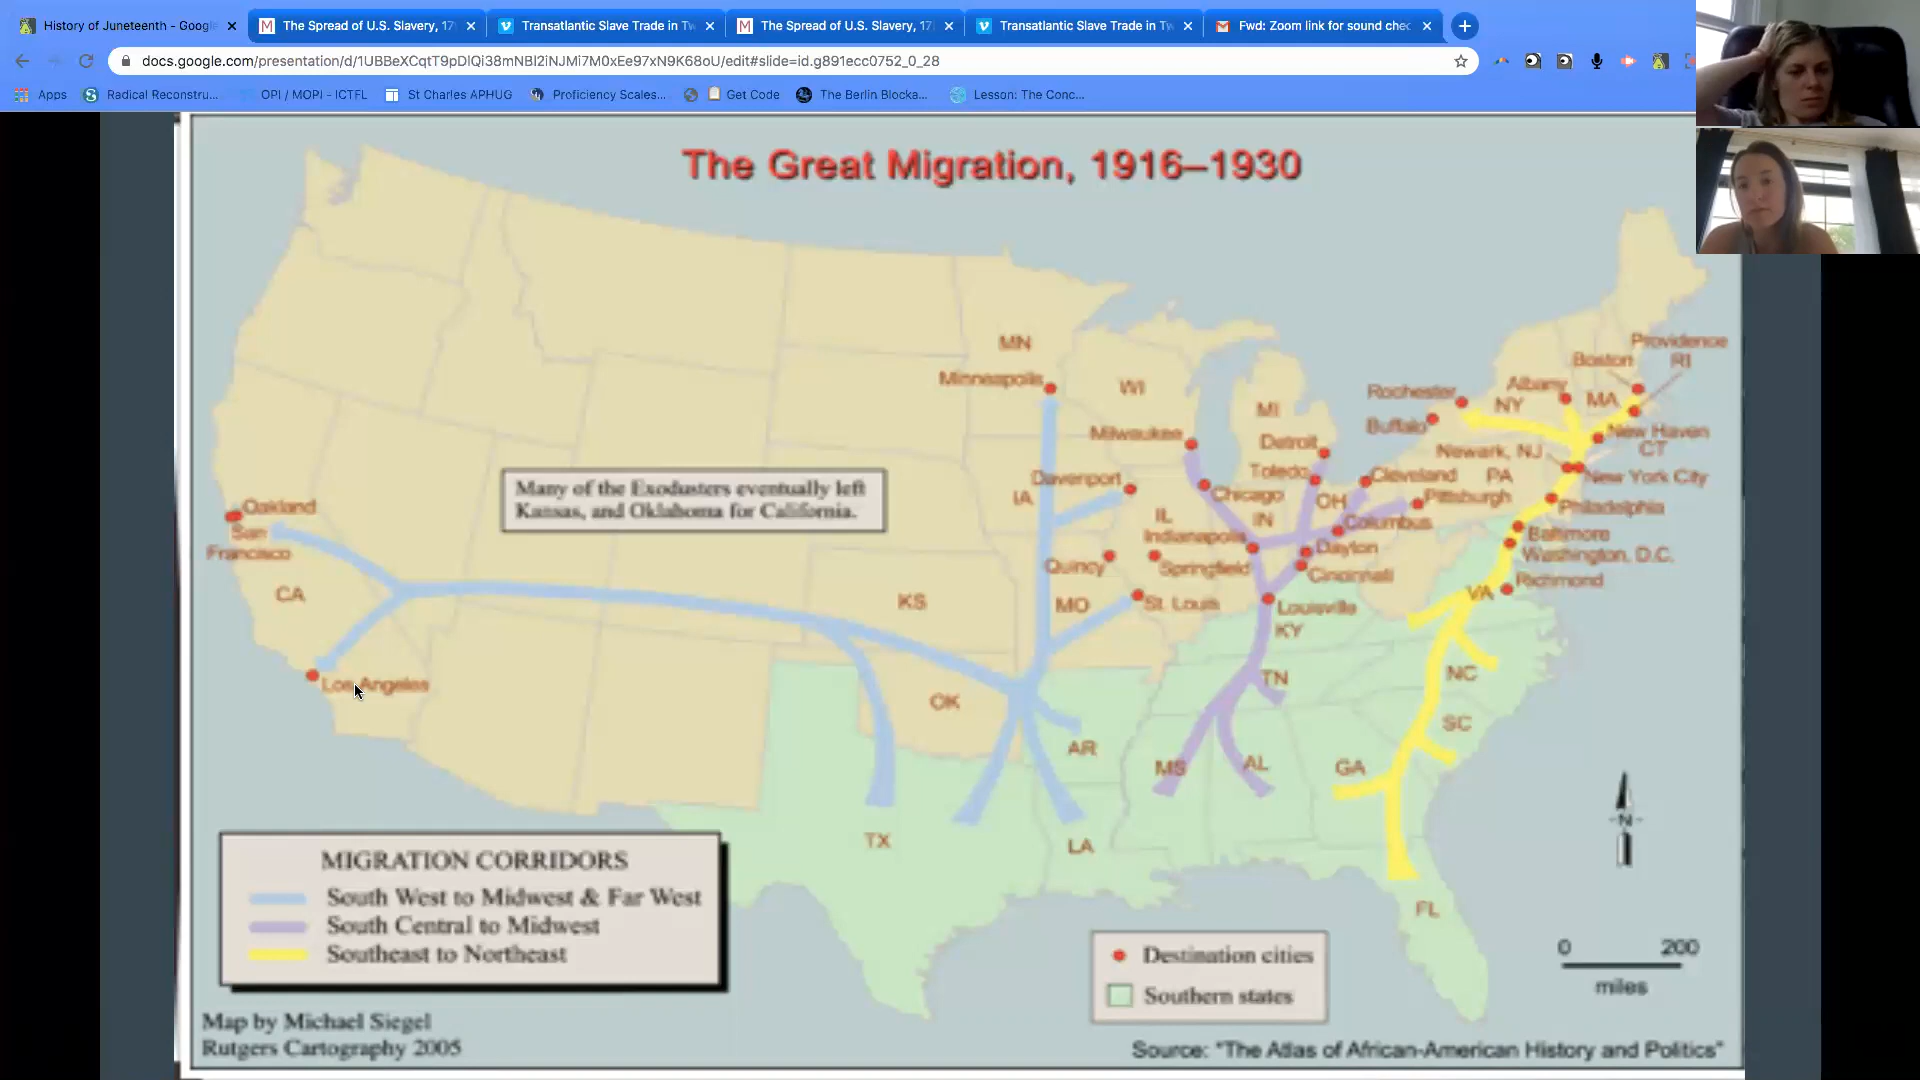 History of Juneteenth - Google
The Spread of U.S. Slavery, 17
Transatlantic Slave Trade in Tw
The Spread of U.S. Slavery, 17
Transatlantic Slave Trade in Tw
Fwd: Zoom link for sound chec
docs.google.com/presentation/d/1UBBeXCqtT9pDlQi38mNBl2iNJMi7M0xEe97xN9K68oU/edit#slide=id.g891ecc0752_0_28
Apps
Radical Reconstru...
OPI / MOPI - ICTFL
St Charles APHUG
Proficiency Scales...
Get Code
The Berlin Blocka...
Lesson: The Conc...
The Great Migration, 1916–1930
MN
Minneapolis
WI
MI
Milwaukee
Detroit
Toledo
Davenport
IA
Chicago
IL
IN
OH
Indianapolis
Quincy
Springfield
MO
St. Louis
Cleveland
PA
Pittsburgh
Columbus
Dayton
Cincinnati
Louisville
KY
Rochester
Buffalo
Albany
NY
Boston
Providence
RI
MA
New Haven
CT
Newark, NJ
New York City
Philadelphia
Baltimore
Washington, D.C.
Richmond
VA
NC
SC
TN
MS
AL
GA
FL
AR
LA
TX
OK
KS
Many of the Exodusters eventually left
Kansas, and Oklahoma for California.
Oakland
San
Francisco
CA
Los Angeles
MIGRATION CORRIDORS
South West to Midwest & Far West
South Central to Midwest
Southeast to Northeast
Destination cities
Southern states
-N-
0 200
miles
Map by Michael Siegel
Rutgers Cartography 2005
Source: "The Atlas of African-American History and Politics"